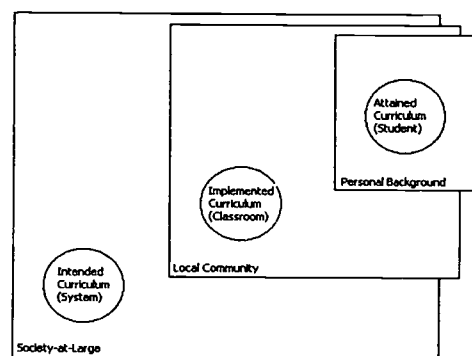 Attained
Curriculum
(Student)
Personal Background
Implemented
Curriculum
(Classroom)
Local Community
Intended
Curriculum
(System)
Society-at-Large